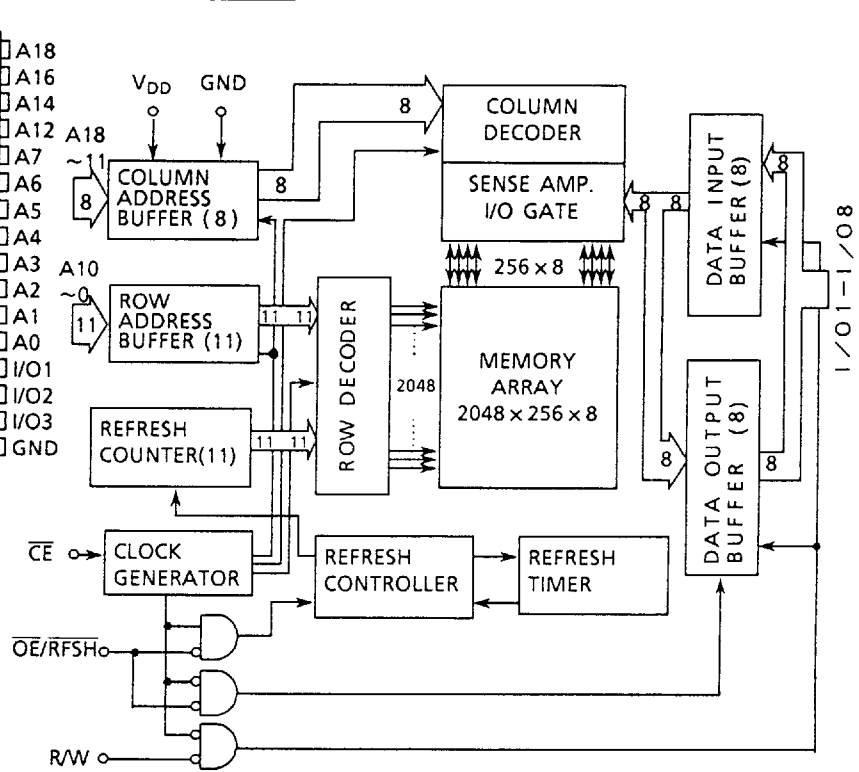 A18
A16
A14
A12
A7
A6
A5
A4
A3
A2
A1
A0
I/O1
I/O2
I/O3
GND
VDD
GND
A18
~11
8
COLUMN
ADDRESS
BUFFER (8)
8
8
COLUMN
DECODER
SENSE AMP.
I/O GATE
8
8
DATA INPUT
BUFFER (8)
8
I/O1-I/O8
A10
~0
11
ROW
ADDRESS
BUFFER (11)
11
11
ROW DECODER
256 x 8
2048
MEMORY
ARRAY
2048 x 256 x 8
REFRESH
COUNTER(11)
11
11
8
DATA OUTPUT
BUFFER (8)
8
CE
CLOCK
GENERATOR
REFRESH
CONTROLLER
REFRESH
TIMER
OE/RFSH
R/W